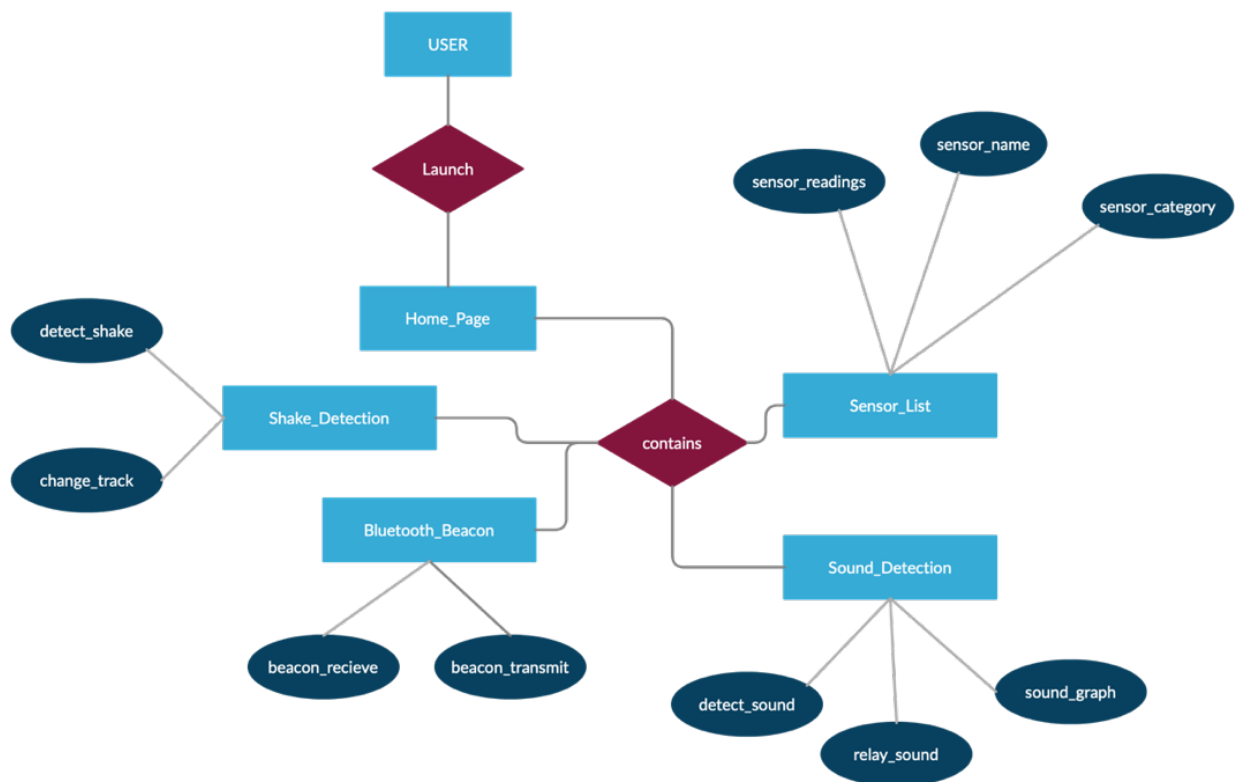 USER
Launch
sensor_name
sensor_readings
sensor_category
Home_Page
detect_shake
Shake_Detection
Sensor_List
contains
change_track
Bluetooth_Beacon
Sound_Detection
beacon_recieve
beacon_transmit
detect_sound
sound_graph
relay_sound